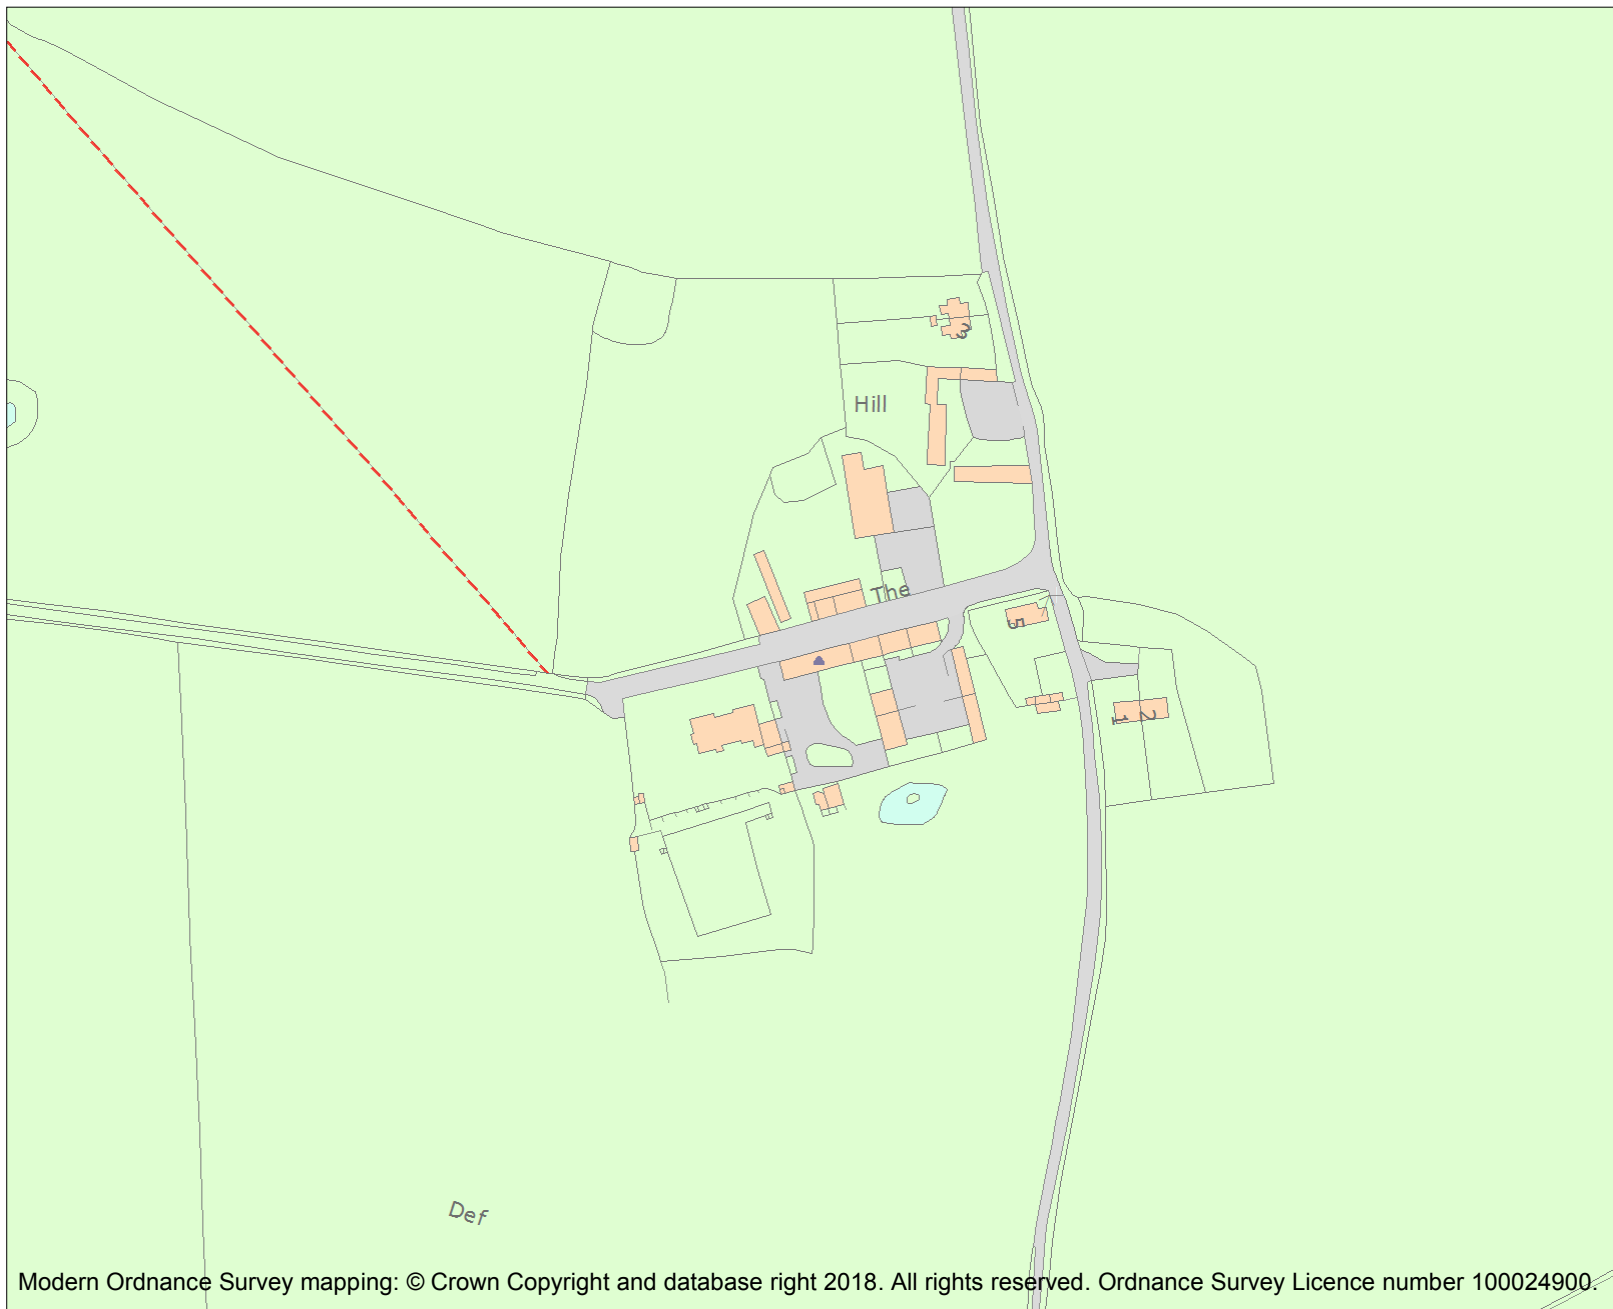 3
Hill
The
5
1
2
Def
Modern Ordnance Survey mapping: © Crown Copyright and database right 2018. All rights reserved. Ordnance Survey Licence number 100024900.